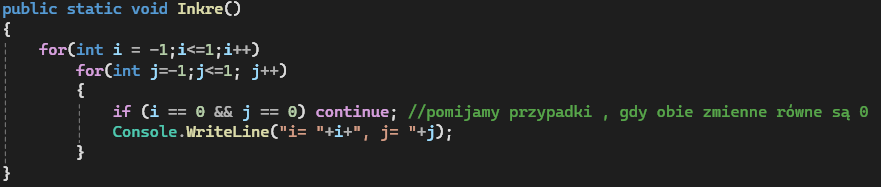 public static void Inkre()
{
for(int i = -1;i<=1;i++)
for(int j=-1;j<=1; j++)
{
if (i == 0 && j == 0) continue; //pomijamy przypadki , gdy obie zmienne równe są 0
Console.WriteLine("i= "+i+", j= "+j);
}
}